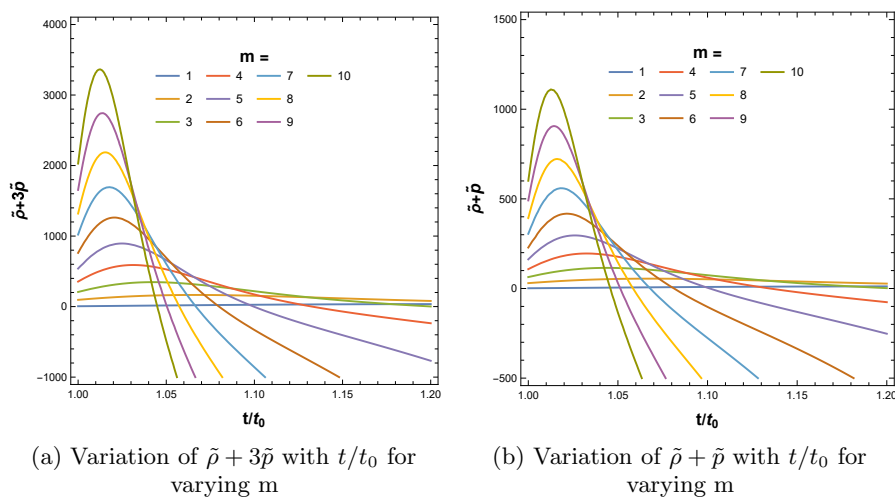 4000
3000
2000
1000
0
-1000
1.00
1.05
1.10
1.15
1.20
ρ̃+3p̃
t/t₀
m =
1 4 7 10
2 5 8
3 6 9
(a) Variation of ρ̃ + 3p̃ with t/t₀ for
varying m
1500
1000
500
0
-500
1.00
1.05
1.10
1.15
1.20
ρ̃+p̃
t/t₀
m =
1 4 7 10
2 5 8
3 6 9
(b) Variation of ρ̃ + p̃ with t/t₀ for
varying m